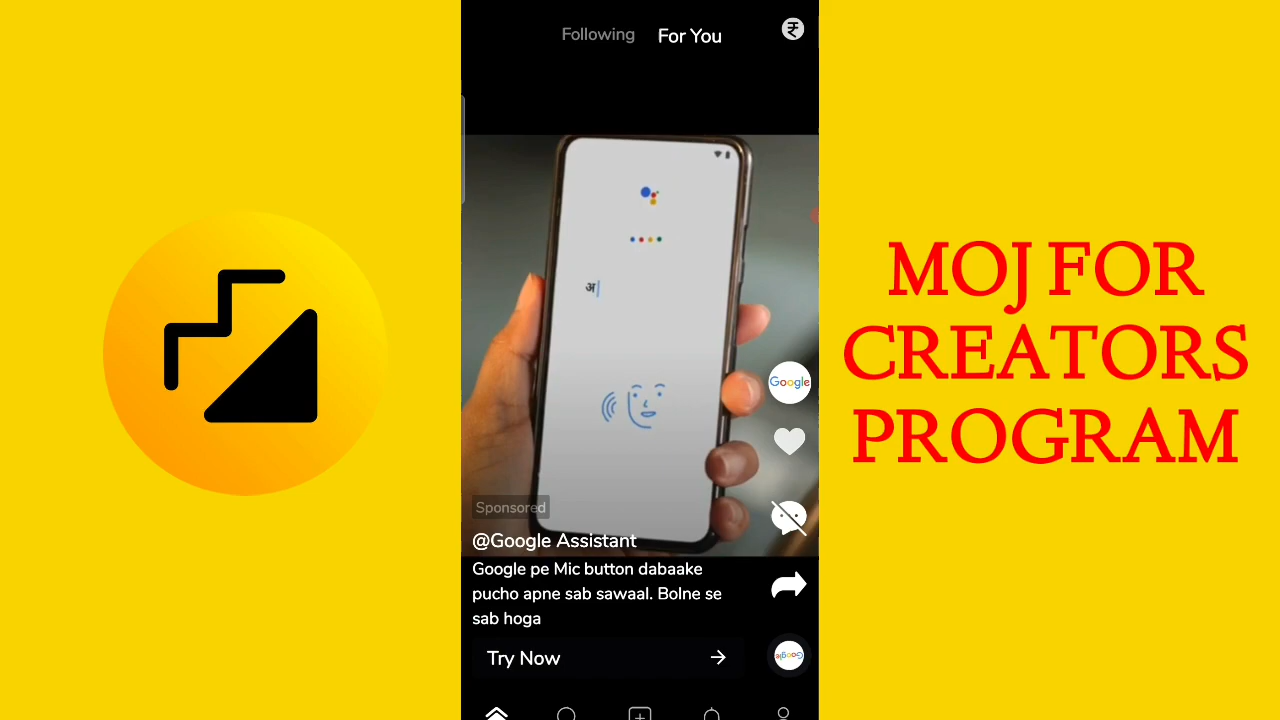 Following For You ₹
अ
Google
Sponsored
@Google Assistant
Google pe Mic button dabaake
pucho apne sab sawaal. Bolne se
sab hoga
Try Now
Google
MOJ FOR
CREATORS
PROGRAM